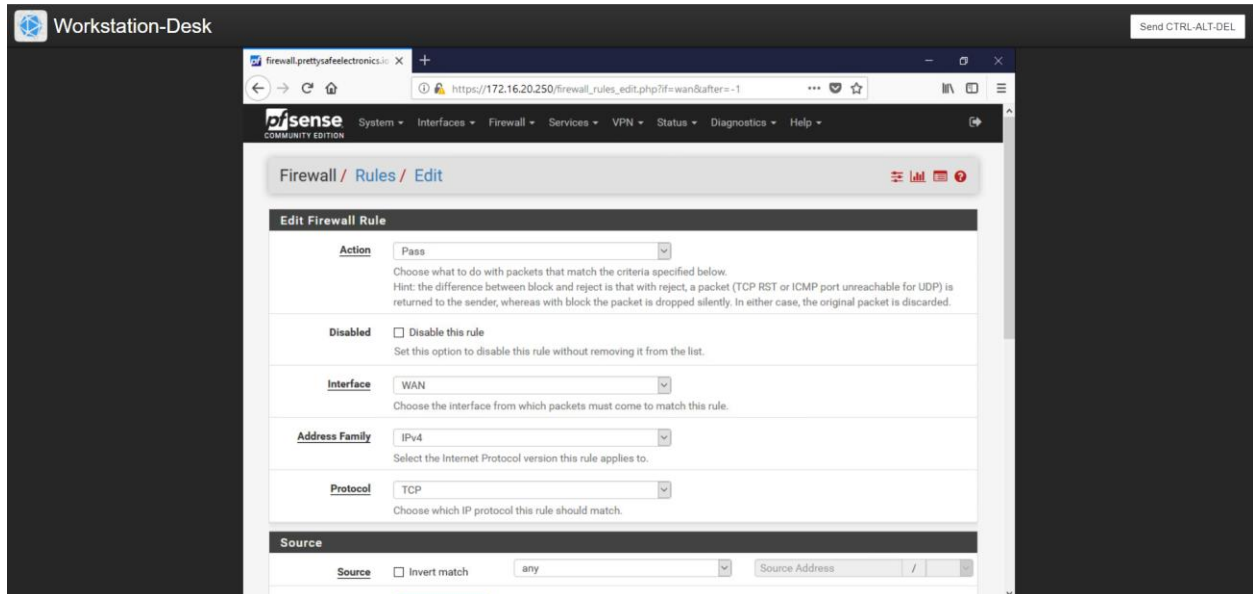 Workstation-Desk
Send CTRL-ALT-DEL
firewall.prettysafeelectronics.io
https://172.16.20.250/firewall_rules_edit.php?if=wan&after=-1
pfsense COMMUNITY EDITION System Interfaces Firewall Services VPN Status Diagnostics Help
Firewall / Rules / Edit
Edit Firewall Rule
Action Pass
Choose what to do with packets that match the criteria specified below.
Hint: the difference between block and reject is that with reject, a packet (TCP RST or ICMP port unreachable for UDP) is
returned to the sender, whereas with block the packet is dropped silently. In either case, the original packet is discarded.
Disabled Disable this rule
Set this option to disable this rule without removing it from the list.
Interface WAN
Choose the interface from which packets must come to match this rule.
Address Family IPv4
Select the Internet Protocol version this rule applies to.
Protocol TCP
Choose which IP protocol this rule should match.
Source
Source Invert match any Source Address /